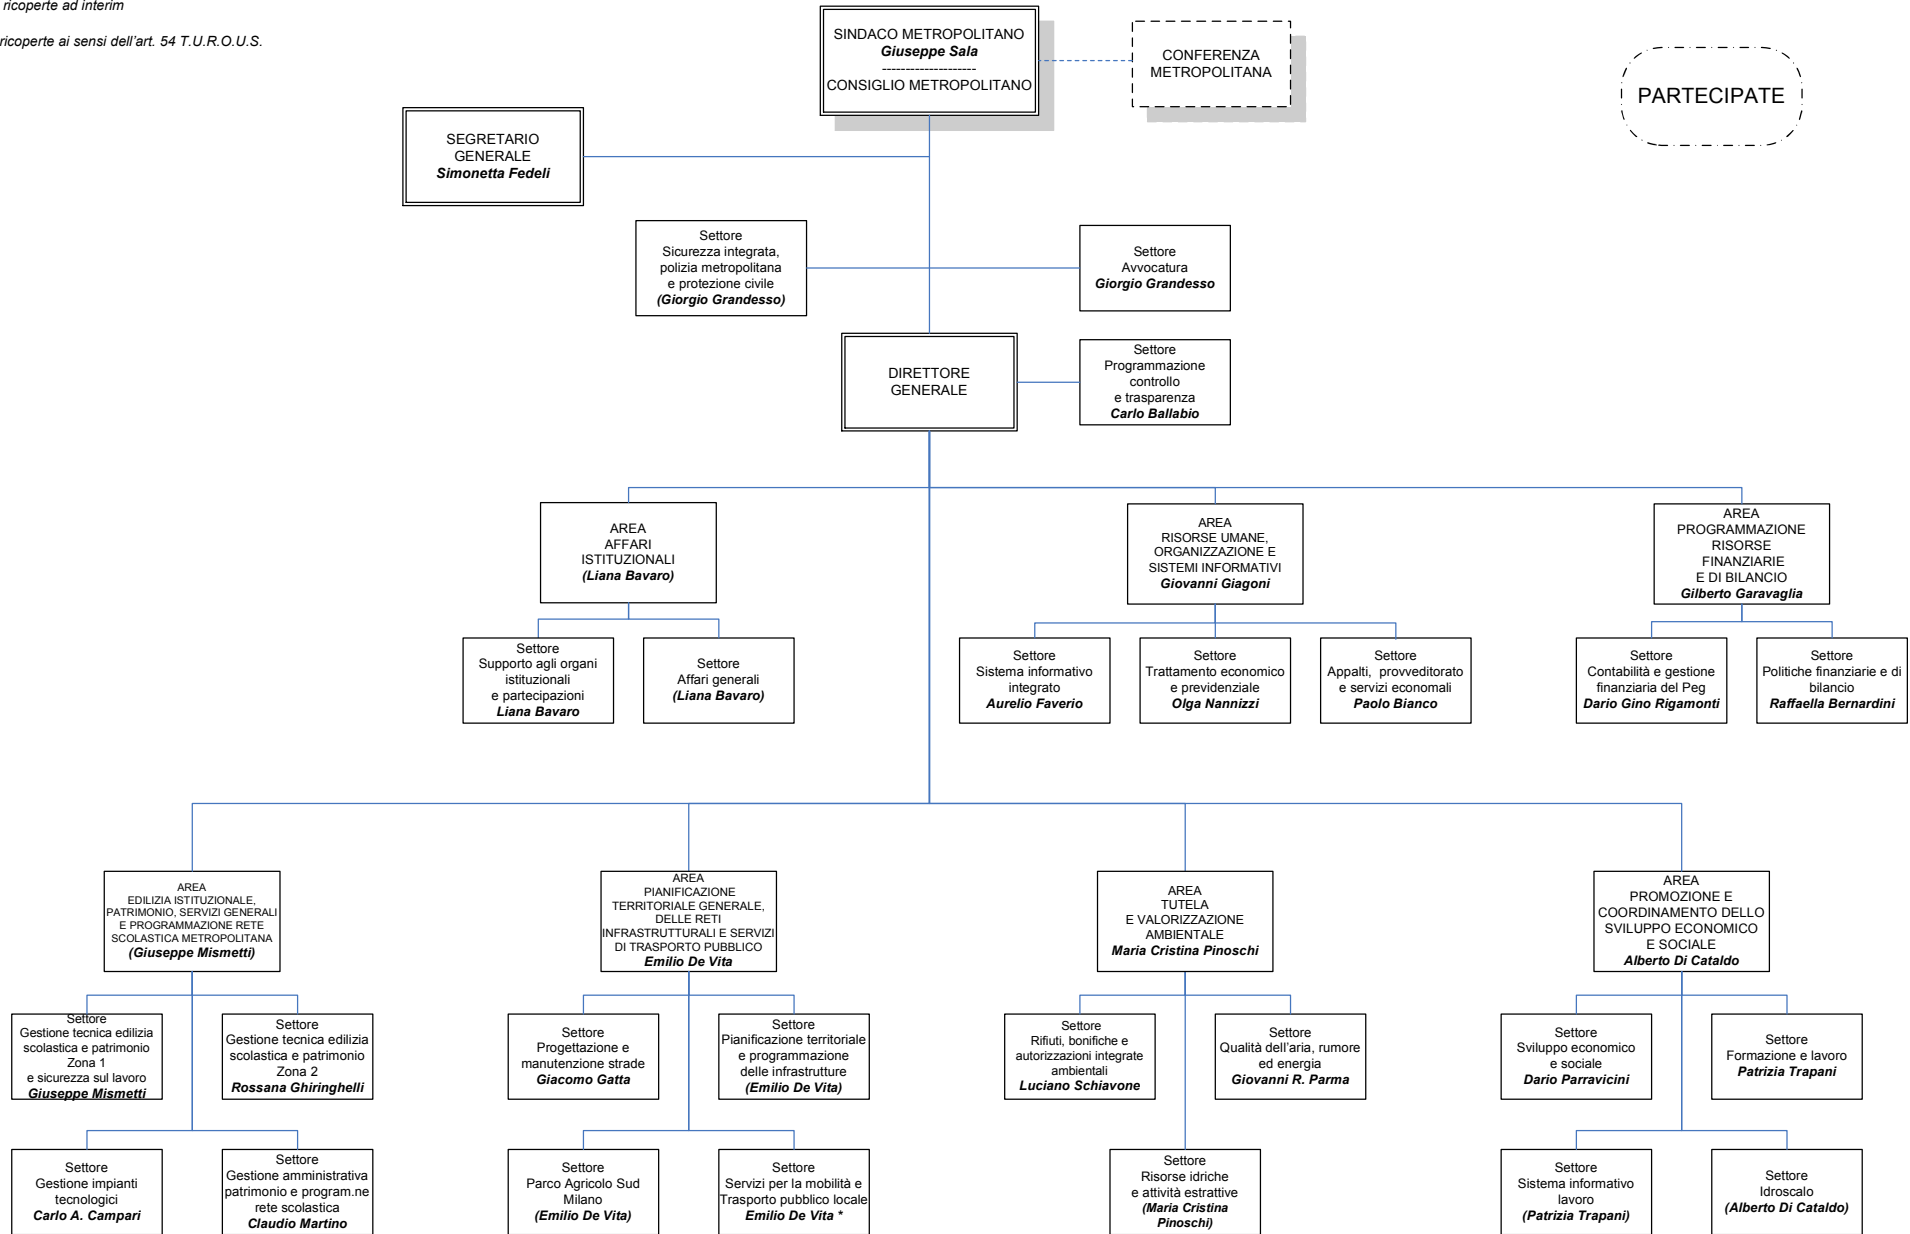 ricoperte ad interim
ricoperte ai sensi dell'art. 54 T.U.R.O.U.S.
SINDACO METROPOLITANO
Giuseppe Sala
--------------------
CONSIGLIO METROPOLITANO
CONFERENZA
METROPOLITANA
PARTECIPATE
SEGRETARIO
GENERALE
Simonetta Fedeli
Settore
Sicurezza integrata,
polizia metropolitana
e protezione civile
(Giorgio Grandesso)
Settore
Avvocatura
Giorgio Grandesso
DIRETTORE
GENERALE
Settore
Programmazione
controllo
e trasparenza
Carlo Ballabio
AREA
AFFARI
ISTITUZIONALI
(Liana Bavaro)
AREA
RISORSE UMANE,
ORGANIZZAZIONE E
SISTEMI INFORMATIVI
Giovanni Giagoni
AREA
PROGRAMMAZIONE
RISORSE
FINANZIARIE
E DI BILANCIO
Gilberto Garavaglia
Settore
Supporto agli organi
istituzionali
e partecipazioni
Liana Bavaro
Settore
Affari generali
(Liana Bavaro)
Settore
Sistema informativo
integrato
Aurelio Faverio
Settore
Trattamento economico
e previdenziale
Olga Nannizzi
Settore
Appalti, provveditorato
e servizi economali
Paolo Bianco
Settore
Contabilità e gestione
finanziaria del Peg
Dario Gino Rigamonti
Settore
Politiche finanziarie e di
bilancio
Raffaella Bernardini
AREA
EDILIZIA ISTITUZIONALE,
PATRIMONIO, SERVIZI GENERALI
E PROGRAMMAZIONE RETE
SCOLASTICA METROPOLITANA
(Giuseppe Mismetti)
AREA
PIANIFICAZIONE
TERRITORIALE GENERALE,
DELLE RETI
INFRASTRUTTURALI E SERVIZI
DI TRASPORTO PUBBLICO
Emilio De Vita
AREA
TUTELA
E VALORIZZAZIONE
AMBIENTALE
Maria Cristina Pinoschi
AREA
PROMOZIONE E
COORDINAMENTO DELLO
SVILUPPO ECONOMICO
E SOCIALE
Alberto Di Cataldo
Settore
Gestione tecnica edilizia
scolastica e patrimonio
Zona 1
e sicurezza sul lavoro
Giuseppe Mismetti
Settore
Gestione tecnica edilizia
scolastica e patrimonio
Zona 2
Rossana Ghiringhelli
Settore
Progettazione e
manutenzione strade
Giacomo Gatta
Settore
Pianificazione territoriale
e programmazione
delle infrastrutture
(Emilio De Vita)
Settore
Rifiuti, bonifiche e
autorizzazioni integrate
ambientali
Luciano Schiavone
Settore
Qualità dell'aria, rumore
ed energia
Giovanni R. Parma
Settore
Sviluppo economico
e sociale
Dario Parravicini
Settore
Formazione e lavoro
Patrizia Trapani
Settore
Gestione impianti
tecnologici
Carlo A. Campari
Settore
Gestione amministrativa
patrimonio e program.ne
rete scolastica
Claudio Martino
Settore
Parco Agricolo Sud
Milano
(Emilio De Vita)
Settore
Servizi per la mobilità e
Trasporto pubblico locale
Emilio De Vita *
Settore
Risorse idriche
e attività estrattive
(Maria Cristina
Pinoschi)
Settore
Sistema informativo
lavoro
(Patrizia Trapani)
Settore
Idroscalo
(Alberto Di Cataldo)